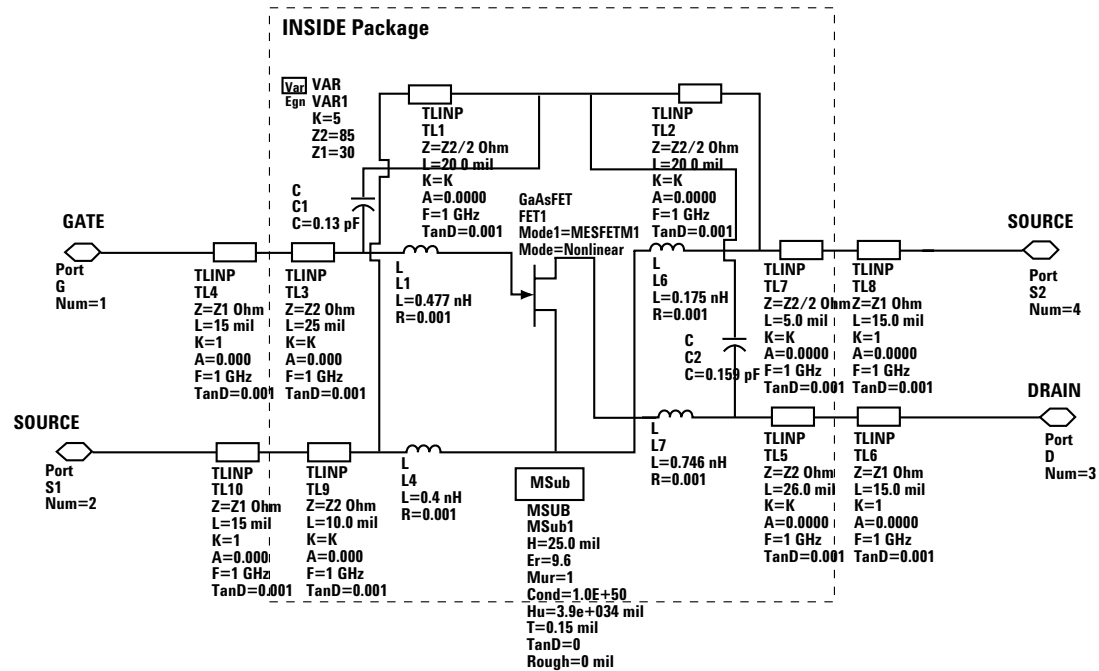 INSIDE Package
Var
Egn
VAR
VAR1
K=5
Z2=85
Z1=30
TLINP
TL1
Z=Z2/2 Ohm
L=20 0 mil
K=K
A=0.0000
F=1 GHz
TanD=0.001
TLINP
TL2
Z=Z2/2 Ohm
L=20 0 mil
K=K
A=0.0000
F=1 GHz
TanD=0.001
C
C1
C=0.13 pF
GaAsFET
FET1
Mode1=MESFETM1
Mode=Nonlinear
GATE
Port
G
Num=1
TLINP
TL4
Z=Z1 Ohm
L=15 mil
K=1
A=0.000
F=1 GHz
TanD=0.001
TLINP
TL3
Z=Z2 Ohm
L=25 mil
K=K
A=0.000
F=1 GHz
TanD=0.001
L
L1
L=0.477 nH
R=0.001
L
L6
L=0.175 nH
R=0.001
C
C2
C=0.159 pF
TLINP
TL7
Z=Z2/2 Ohm
L=5.0 mil
K=K
A=0.0000
F=1 GHz
TanD=0.001
TLINP
TL8
Z=Z1 Ohm
L=15.0 mil
K=1
A=0.0000
F=1 GHz
TanD=0.001
SOURCE
Port
S2
Num=4
SOURCE
Port
S1
Num=2
TLINP
TL10
Z=Z1 Ohm
L=15 mil
K=1
A=0.000
F=1 GHz
TanD=0.001
TLINP
TL9
Z=Z2 Ohm
L=10.0 mil
K=K
A=0.000
F=1 GHz
TanD=0.001
L
L4
L=0.4 nH
R=0.001
MSub
MSUB
MSub1
H=25.0 mil
Er=9.6
Mur=1
Cond=1.0E+50
Hu=3.9e+034 mil
T=0.15 mil
TanD=0
Rough=0 mil
L
L7
L=0.746 nH
R=0.001
TLINP
TL5
Z=Z2 Ohm
L=26.0 mil
K=K
A=0.0000
F=1 GHz
TanD=0.001
TLINP
TL6
Z=Z1 Ohm
L=15.0 mil
K=1
A=0.0000
F=1 GHz
TanD=0.001
DRAIN
Port
D
Num=3